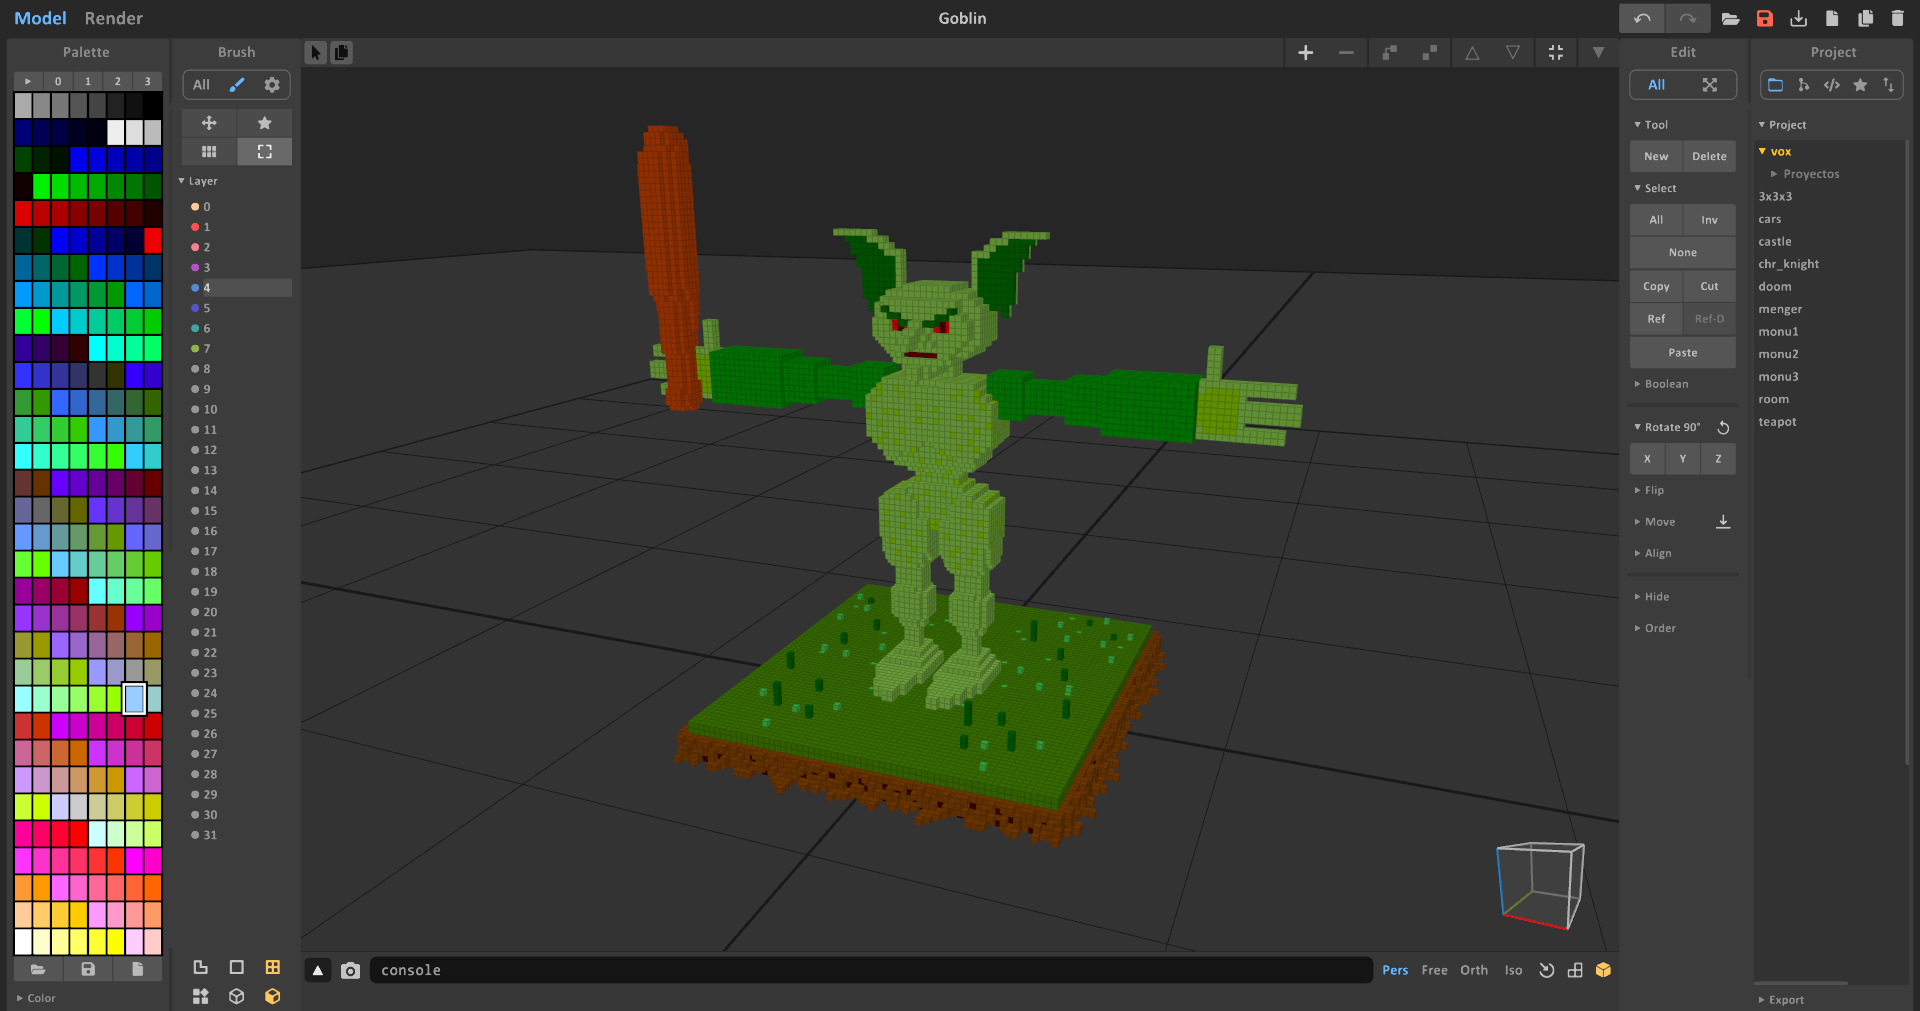 Model Render Goblin
Palette Brush Edit Project
0 1 2 3
All
All
Project
vox
Proyectos
3x3x3
cars
castle
chr_knight
doom
menger
monu1
monu2
monu3
room
teapot
Export
Tool
New Delete
Select
All Inv
None
Copy Cut
Ref Ref-D
Paste
Boolean
Rotate 90°
X Y Z
Flip
Move
Align
Hide
Order
Layer
0
1
2
3
4
5
6
7
8
9
10
11
12
13
14
15
16
17
18
19
20
21
22
23
24
25
26
27
28
29
30
31
console
Pers Free Orth Iso
Color